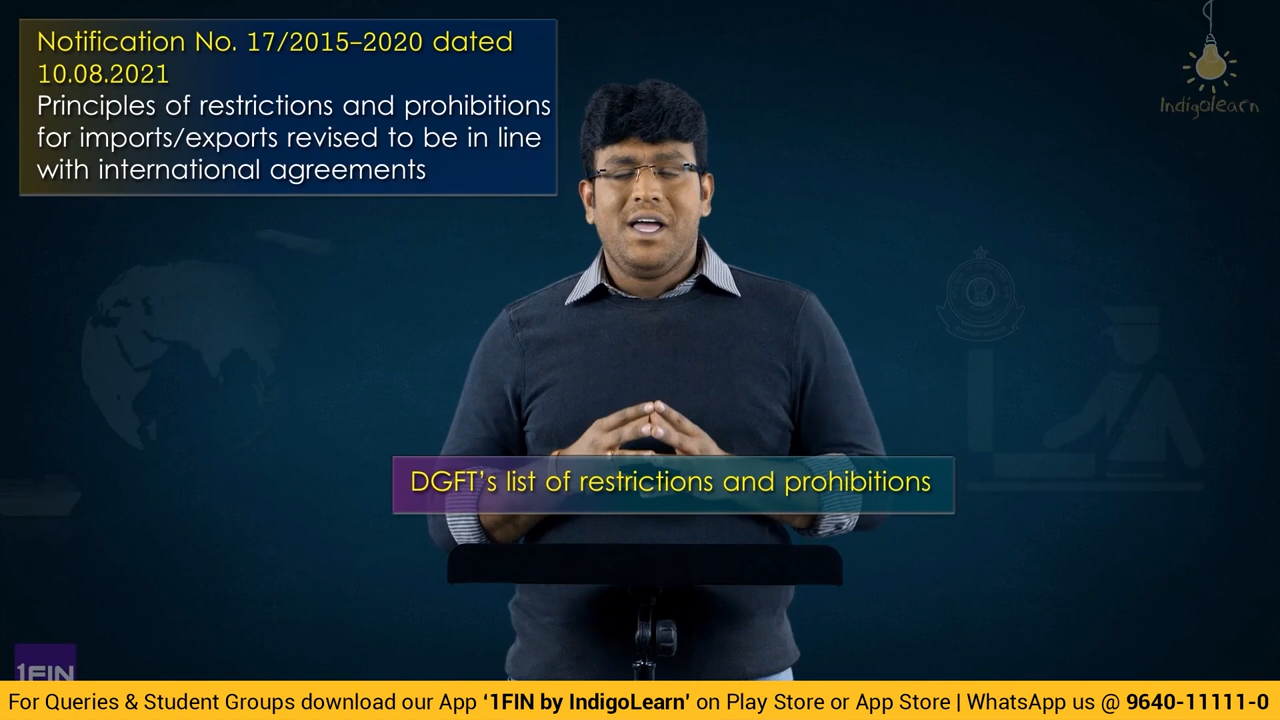 Notification No. 17/2015-2020 dated
10.08.2021
Principles of restrictions and prohibitions
for imports/exports revised to be in line
with international agreements
Indigolearn
DGFT's list of restrictions and prohibitions
1FIN
For Queries & Student Groups download our App '1FIN by IndigoLearn' on Play Store or App Store | WhatsApp us @ 9640-11111-0